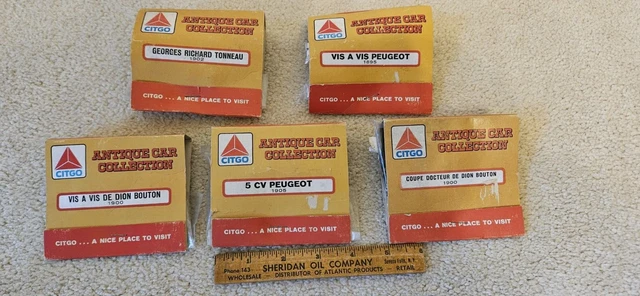 CITGO
ANTIQUE CAR
COLLECTION
GEORGES RICHARD TONNEAU
1902
CITGO . . . A NICE PLACE TO VISIT
CITGO
ANTIQUE CAR
COLLECTION
VIS A VIS PEUGEOT
1895
CITGO . . . A NICE PLACE TO VISIT
CITGO
ANTIQUE CAR
COLLECTION
VIS A VIS DE DION BOUTON
1900
CITGO . . . A NICE PLACE TO VISIT
CITGO
ANTIQUE CAR
COLLECTION
5 CV PEUGEOT
1905
CITGO . . . A NICE PLACE TO VISIT
CITGO
ANTIQUE CAR
COLLECTION
COUPE DOCTEUR DE DION BOUTON
1900
CITGO . . . A NICE PLACE TO VISIT
Phone 143 SHERIDAN OIL COMPANY
WHOLESALE DISTRIBUTOR OF ATLANTIC PRODUCTS RETAIL